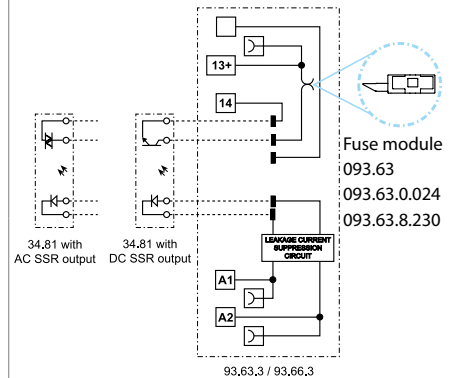 13+
14
Fuse module
093.63
093.63.0.024
093.63.8.230
34.81 with
AC SSR output
34.81 with
DC SSR output
LEAKAGE CURRENT
SUPPRESSION
CIRCUIT
A1
A2
93.63.3 / 93.66.3